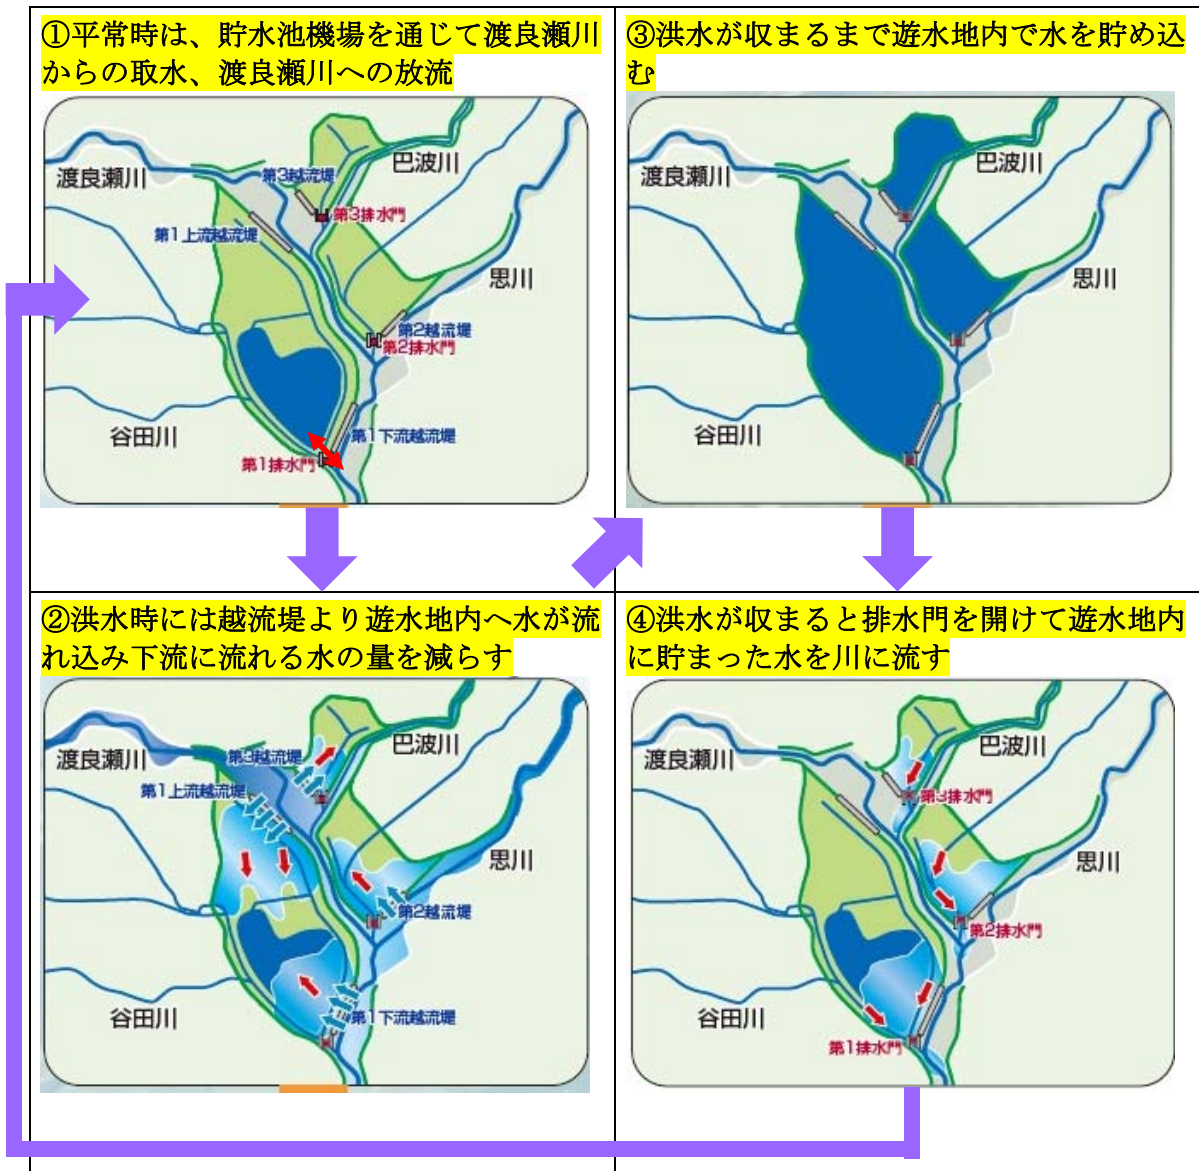 ①平常時は、貯水池機場を通じて渡良瀬川
からの取水、渡良瀬川への放流
渡良瀬川
第3越流堤
巴波川
第3排水門
第1上流越流堤
思川
第2越流堤
第2排水門
谷田川
第1下流越流堤
第1排水門
②洪水時には越流堤より遊水地内へ水が流
れ込み下流に流れる水の量を減らす
渡良瀬川
第3越流堤
巴波川
第1上流越流堤
思川
第2越流堤
谷田川
第1下流越流堤
③洪水が収まるまで遊水地内で水を貯め込
む
渡良瀬川
巴波川
思川
谷田川
④洪水が収まると排水門を開けて遊水地内
に貯まった水を川に流す
渡良瀬川
巴波川
第3排水門
思川
第2排水門
谷田川
第1排水門